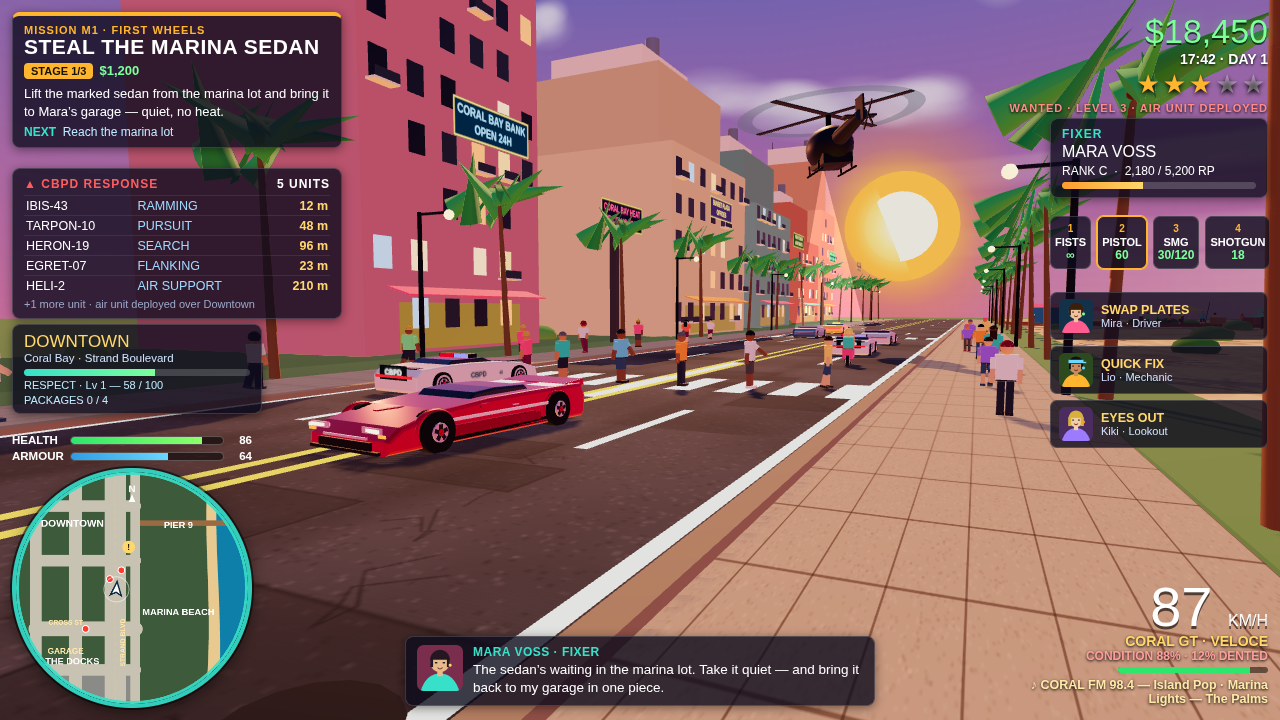 MISSION M1 · FIRST WHEELS
STEAL THE MARINA SEDAN
STAGE 1/3 $1,200
Lift the marked sedan from the marina lot and bring it
to Mara's garage — quiet, no heat.
NEXT Reach the marina lot
▲ CBPD RESPONSE 5 UNITS
IBIS-43 RAMMING 12 m
TARPON-10 PURSUIT 48 m
HERON-19 SEARCH 96 m
EGRET-07 FLANKING 23 m
HELI-2 AIR SUPPORT 210 m
+1 more unit · air unit deployed over Downtown
DOWNTOWN
Coral Bay · Strand Boulevard
RESPECT · Lv 1 — 58 / 100
PACKAGES 0 / 4
HEALTH 86
ARMOUR 64
N
DOWNTOWN
PIER 9
!
MARINA BEACH
CROSS ST
STRAND BLVD
GARAGE
THE DOCKS
CORAL BAY BANK
OPEN 24H
CORAL BAY HEAT
CBPD
CBPD
$18,450
17:42 · DAY 1
WANTED · LEVEL 3 · AIR UNIT DEPLOYED
FIXER
MARA VOSS
RANK C · 2,180 / 5,200 RP
1 2 3 4
FISTS PISTOL SMG SHOTGUN
∞ 60 30/120 18
SWAP PLATES
Mira · Driver
QUICK FIX
Lio · Mechanic
EYES OUT
Kiki · Lookout
MARA VOSS · FIXER
The sedan's waiting in the marina lot. Take it quiet — and bring it
back to my garage in one piece.
87 KM/H
CORAL GT · VELOCE
CONDITION 88% · 12% DENTED
♪ CORAL FM 98.4 — Island Pop · Marina
Lights — The Palms